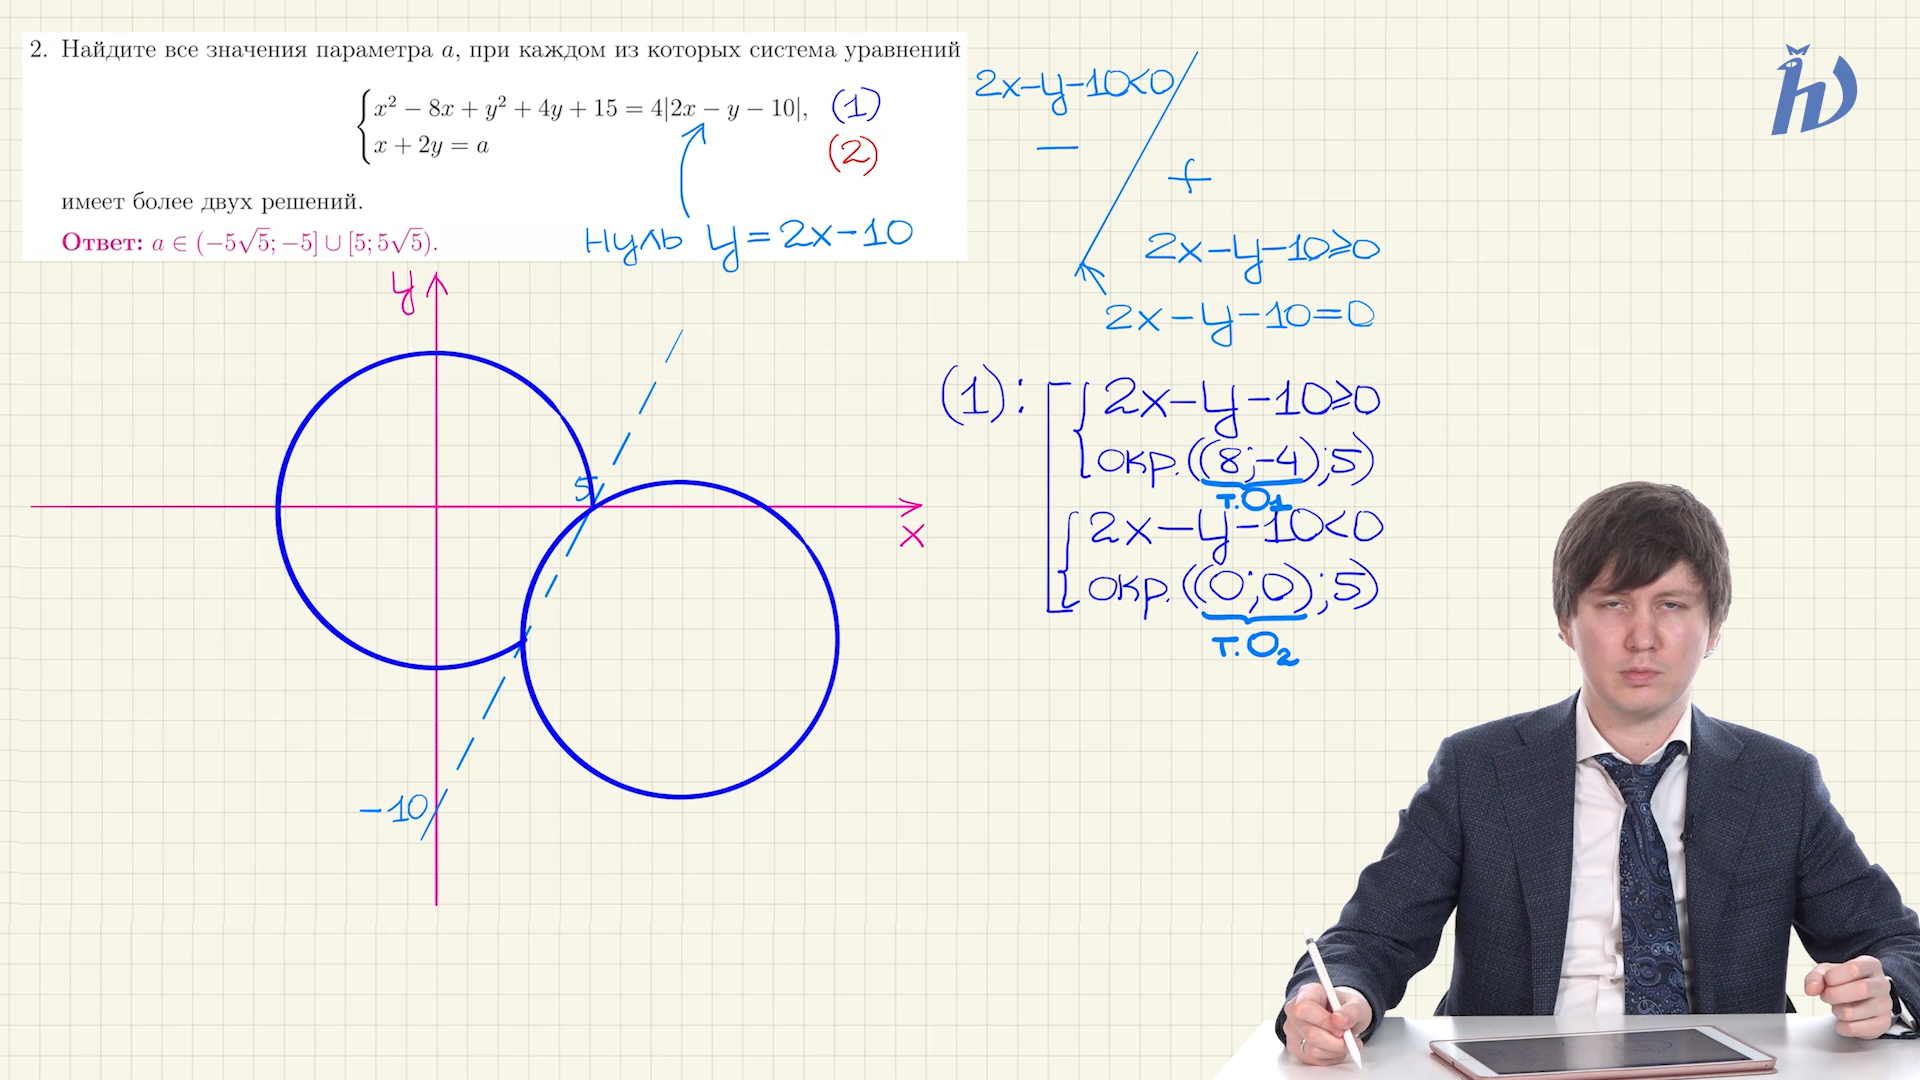 2. Найдите все значения параметра a, при каждом из которых система уравнений
{ x² − 8x + y² + 4y + 15 = 4|2x − y − 10|, (1)
x + 2y = a (2)
имеет более двух решений.
Ответ: a ∈ (−5√5; −5] ∪ [5; 5√5).
нуль y = 2x−10
2x−y−10<0
−
+
2x−y−10≥0
2x−y−10=0
y
5
x
−10
(1): [ { 2x−y−10≥0
окр.((8;−4);5)
т.O₁
{ 2x−y−10<0
окр.((0;0);5)
т.O₂